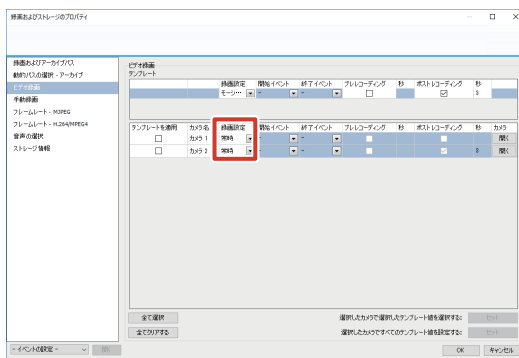 録画およびストレージのプロパティ
録画およびアーカイブパス
動的パスの選択 - アーカイブ
ビデオ録画
手動録画
フレームレート - MJPEG
フレームレート - H.264/MPEG4
音声の選択
ストレージ情報
ビデオ録画
テンプレート
録画設定 開始イベント 終了イベント プレレコーディング 秒 ポストレコーディング 秒
モーシ… - - 3
テンプレートを適用 カメラ名 録画設定 開始イベント 終了イベント プレレコーディング 秒 ポストレコーディング 秒 カメラ
カメラ 1 常時 - - 開く
カメラ 2 常時 - - 3 開く
全て選択 選択したカメラで選択したテンプレート値を選択する: セット
全てクリアする 選択したカメラですべてのテンプレート値を設定する: セット
- イベントの設定 - 開く
OK キャンセル